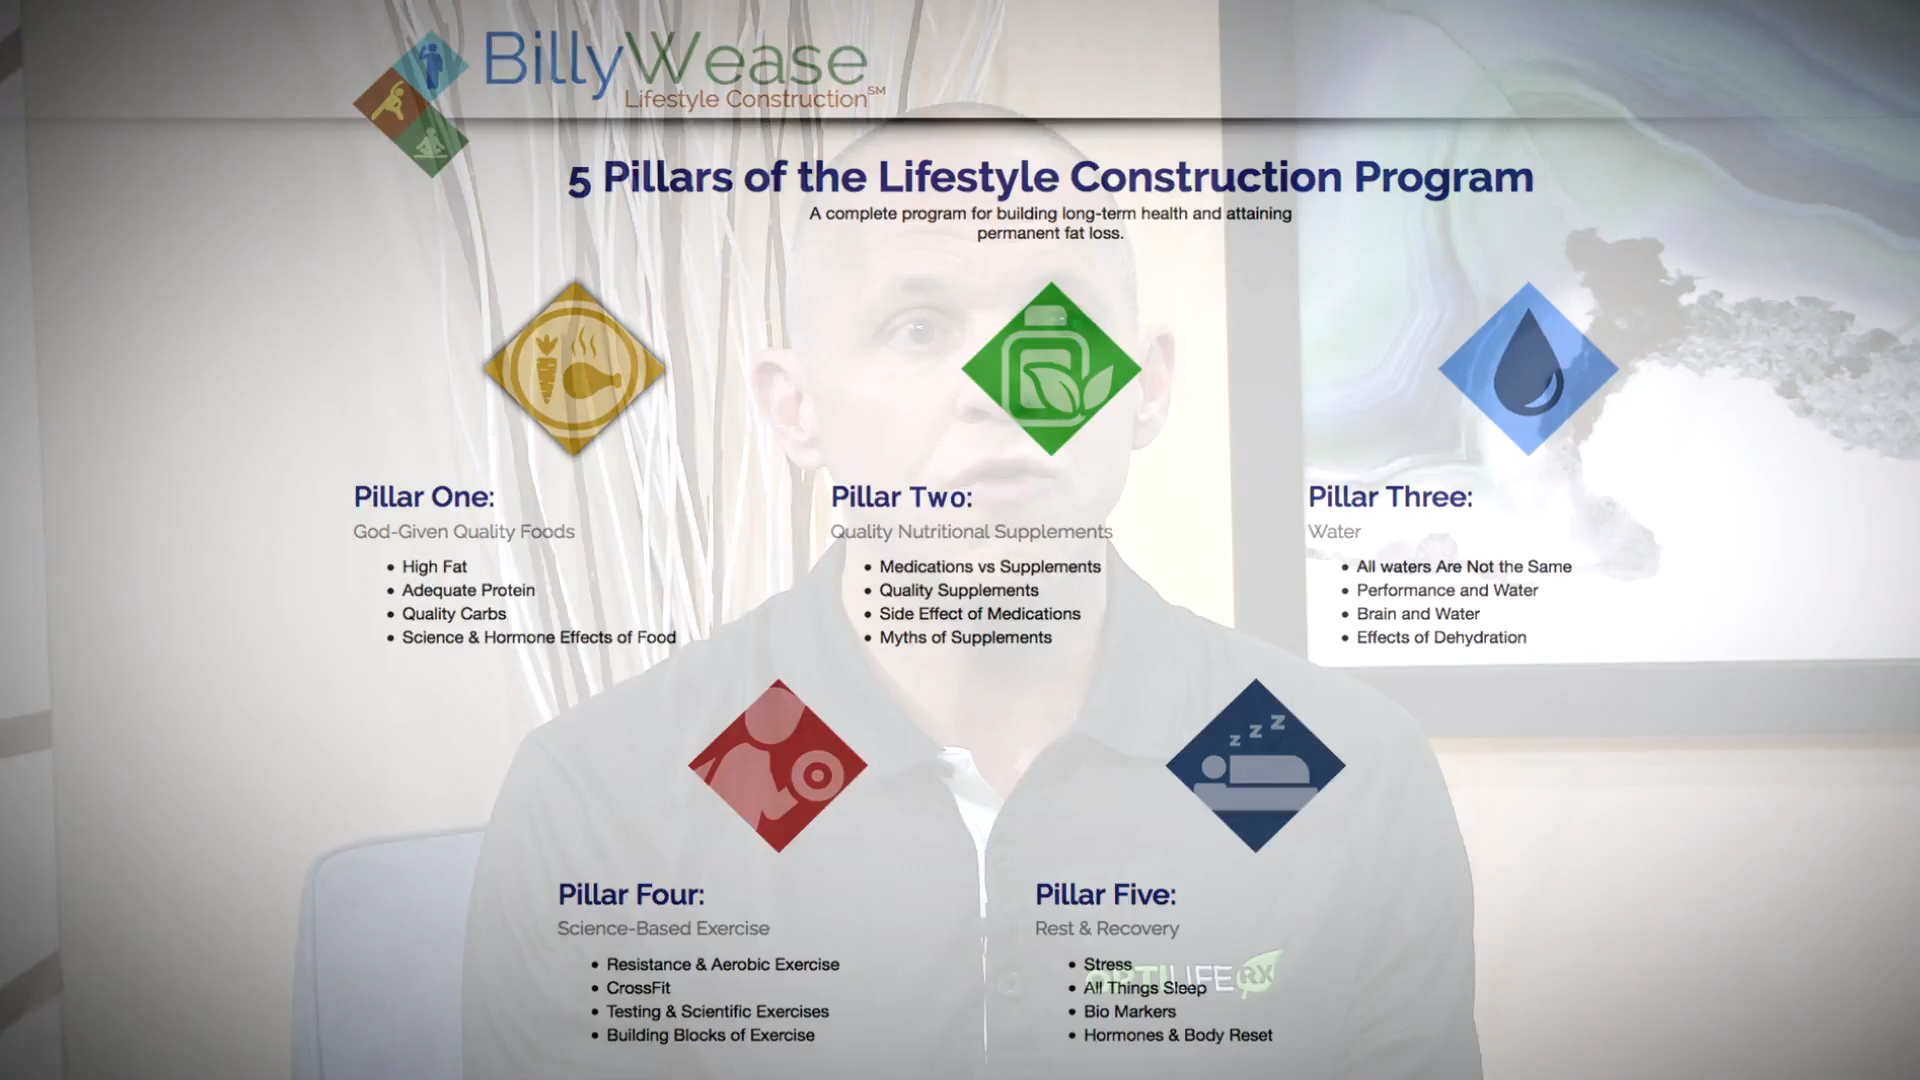 BillyWease
Lifestyle Construction℠
5 Pillars of the Lifestyle Construction Program
A complete program for building long-term health and attaining
permanent fat loss.
Pillar One:
God-Given Quality Foods
• High Fat
• Adequate Protein
• Quality Carbs
• Science & Hormone Effects of Food
Pillar Two:
Quality Nutritional Supplements
• Medications vs Supplements
• Quality Supplements
• Side Effect of Medications
• Myths of Supplements
Pillar Three:
Water
• All waters Are Not the Same
• Performance and Water
• Brain and Water
• Effects of Dehydration
z z z
Pillar Four:
Science-Based Exercise
• Resistance & Aerobic Exercise
• CrossFit
• Testing & Scientific Exercises
• Building Blocks of Exercise
Pillar Five:
Rest & Recovery
• Stress
• All Things Sleep
• Bio Markers
• Hormones & Body Reset
OPTILIFE RX